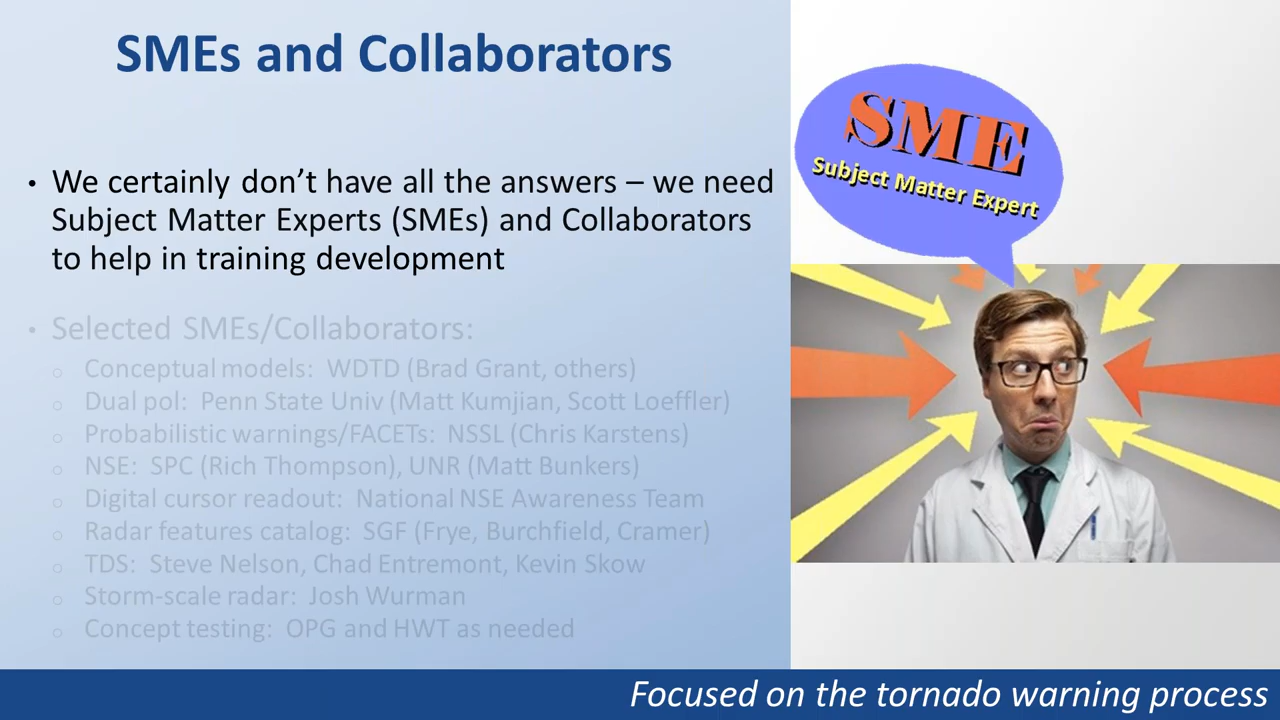 SMEs and Collaborators
• We certainly don’t have all the answers – we need
Subject Matter Experts (SMEs) and Collaborators
to help in training development
• Selected SMEs/Collaborators:
o Conceptual models: WDTD (Brad Grant, others)
o Dual pol: Penn State Univ (Matt Kumjian, Scott Loeffler)
o Probabilistic warnings/FACETs: NSSL (Chris Karstens)
o NSE: SPC (Rich Thompson), UNR (Matt Bunkers)
o Digital cursor readout: National NSE Awareness Team
o Radar features catalog: SGF (Frye, Burchfield, Cramer)
o TDS: Steve Nelson, Chad Entremont, Kevin Skow
o Storm-scale radar: Josh Wurman
o Concept testing: OPG and HWT as needed
SME
Subject Matter Expert
Focused on the tornado warning process